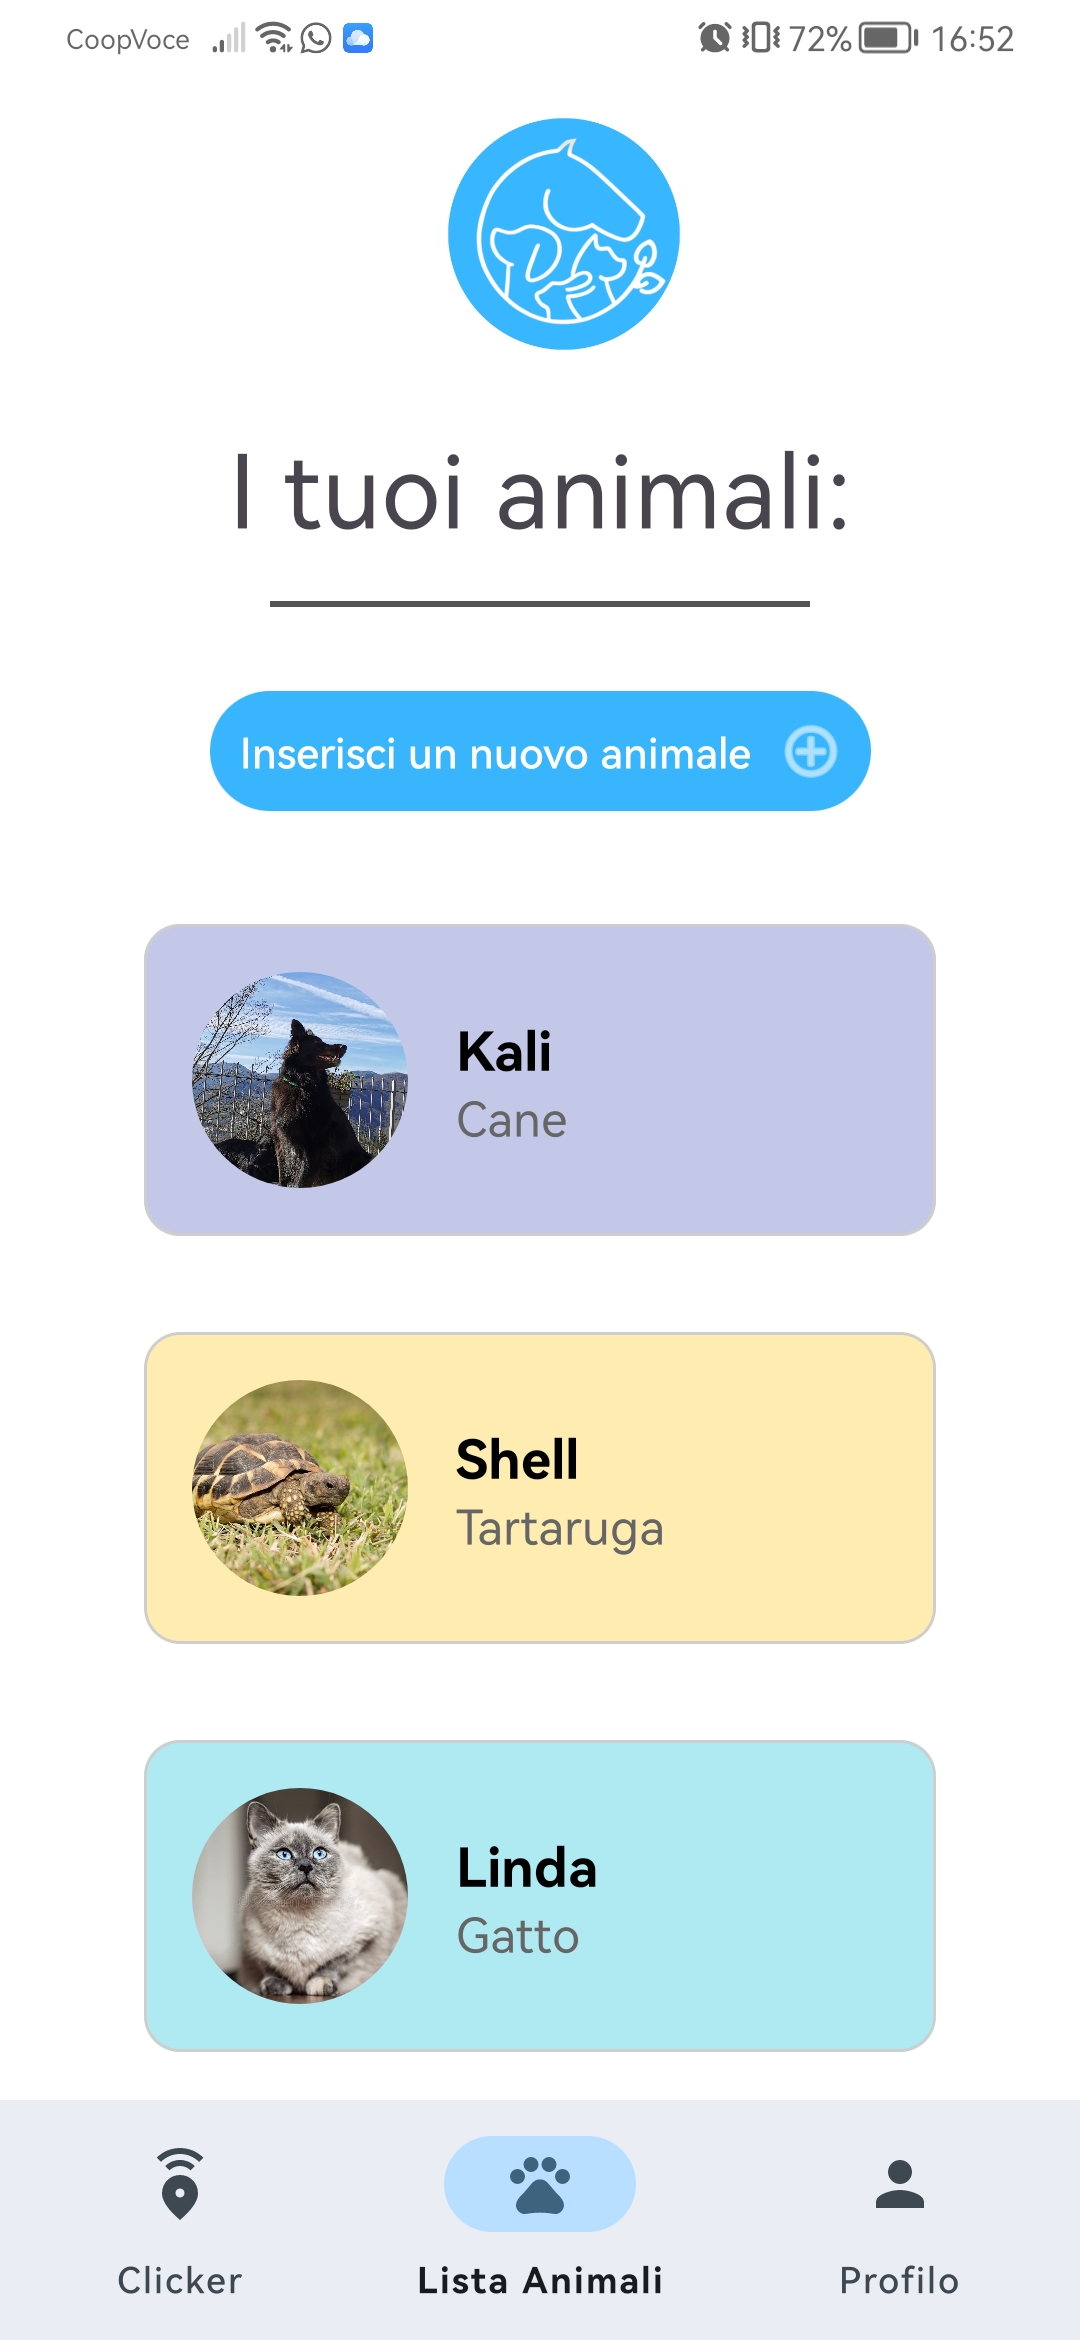 CoopVoce 72% 16:52
I tuoi animali:
Inserisci un nuovo animale
Kali
Cane
Shell
Tartaruga
Linda
Gatto
Clicker Lista Animali Profilo